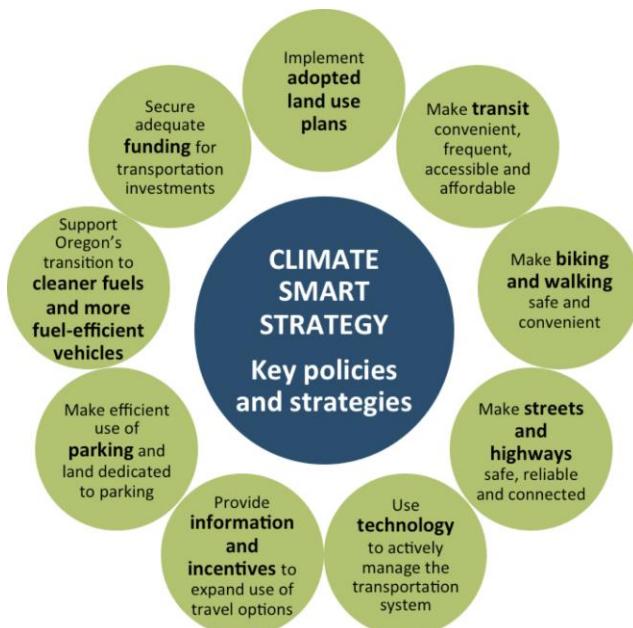 CLIMATE
SMART
STRATEGY
Key policies
and strategies
Implement
adopted
land use
plans
Make transit
convenient,
frequent,
accessible and
affordable
Make biking
and walking
safe and
convenient
Make streets
and
highways
safe, reliable
and connected
Use
technology
to actively
manage the
transportation
system
Provide
information
and
incentives to
expand use of
travel options
Make efficient
use of
parking and
land dedicated
to parking
Support
Oregon’s
transition to
cleaner fuels
and more
fuel-efficient
vehicles
Secure
adequate
funding for
transportation
investments